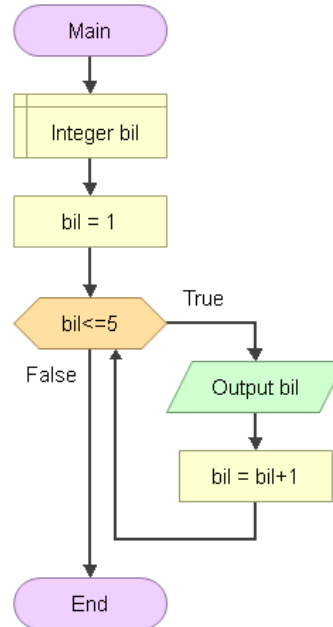 Main
Integer bil
bil = 1
bil<=5
True
False
Output bil
bil = bil+1
End